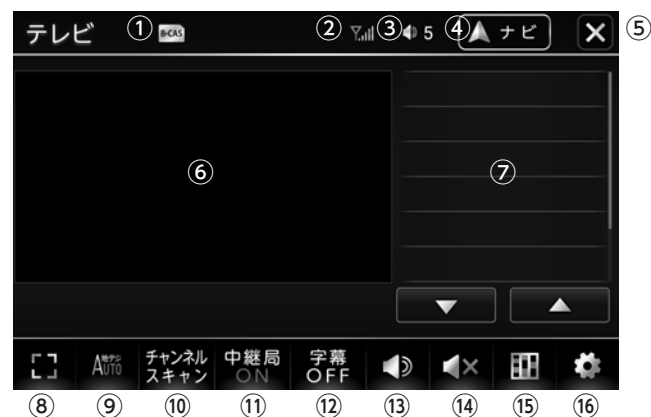 テレビ ① B-CAS ② ③ 5 ④ ナビ ⑤
⑥ ⑦
A地デジ
AUTO
チャンネル
スキャン
中継局
ON
字幕
OFF
⑧ ⑨ ⑩ ⑪ ⑫ ⑬ ⑭ ⑮ ⑯